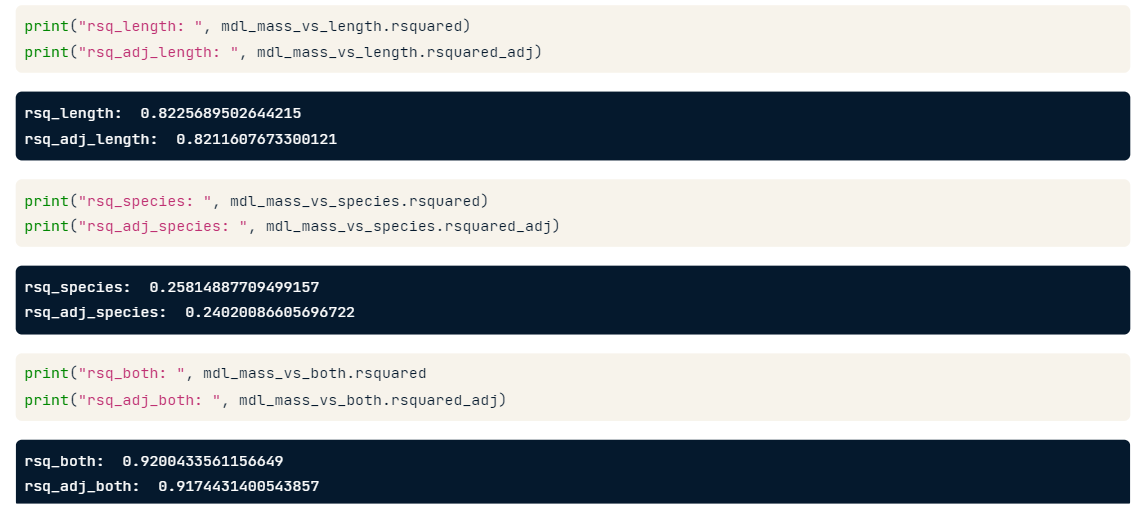 print("rsq_length: ", mdl_mass_vs_length.rsquared)
print("rsq_adj_length: ", mdl_mass_vs_length.rsquared_adj)
rsq_length:  0.8225689502644215
rsq_adj_length:  0.8211607673300121
print("rsq_species: ", mdl_mass_vs_species.rsquared)
print("rsq_adj_species: ", mdl_mass_vs_species.rsquared_adj)
rsq_species:  0.25814887709499157
rsq_adj_species:  0.24020086605696722
print("rsq_both: ", mdl_mass_vs_both.rsquared
print("rsq_adj_both: ", mdl_mass_vs_both.rsquared_adj)
rsq_both:  0.9200433561156649
rsq_adj_both:  0.9174431400543857